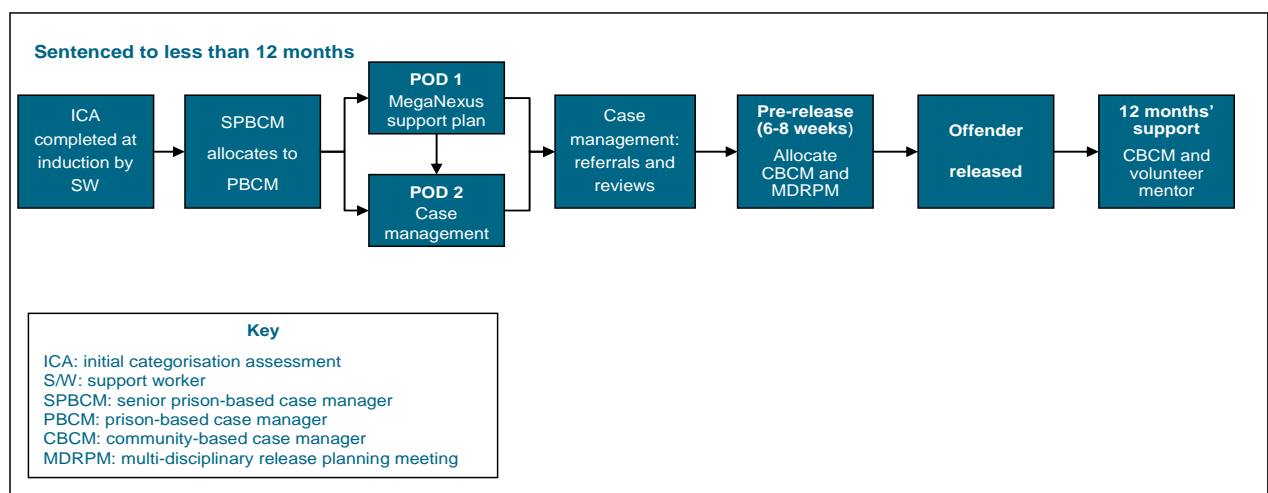 Sentenced to less than 12 months
ICA
completed at
induction by
SW
SPBCM
allocates to
PBCM
POD 1
MegaNexus
support plan
POD 2
Case
management
Case
management:
referrals and
reviews
Pre-release
(6-8 weeks)
Allocate
CBCM and
MDRPM
Offender
released
12 months’
support
CBCM and
volunteer
mentor
Key
ICA: initial categorisation assessment
S/W: support worker
SPBCM: senior prison-based case manager
PBCM: prison-based case manager
CBCM: community-based case manager
MDRPM: multi-disciplinary release planning meeting